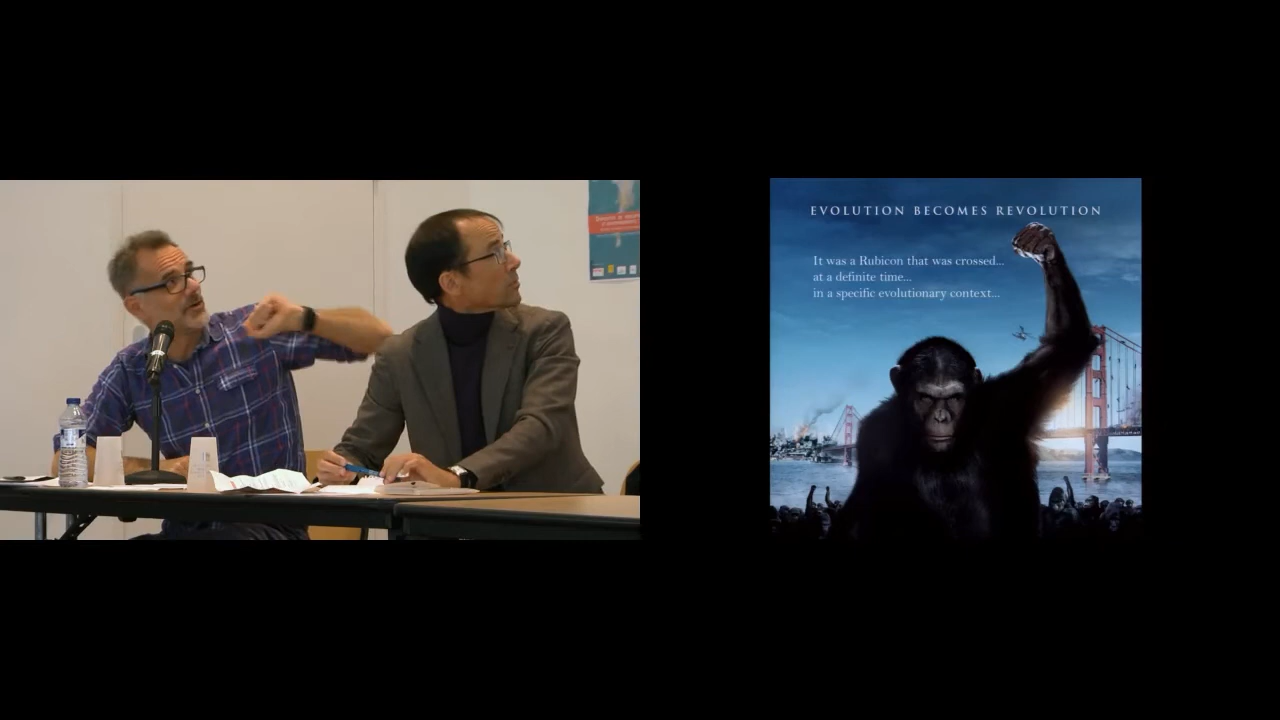 EVOLUTION BECOMES REVOLUTION
It was a Rubicon that was crossed...
at a definite time...
in a specific evolutionary context...